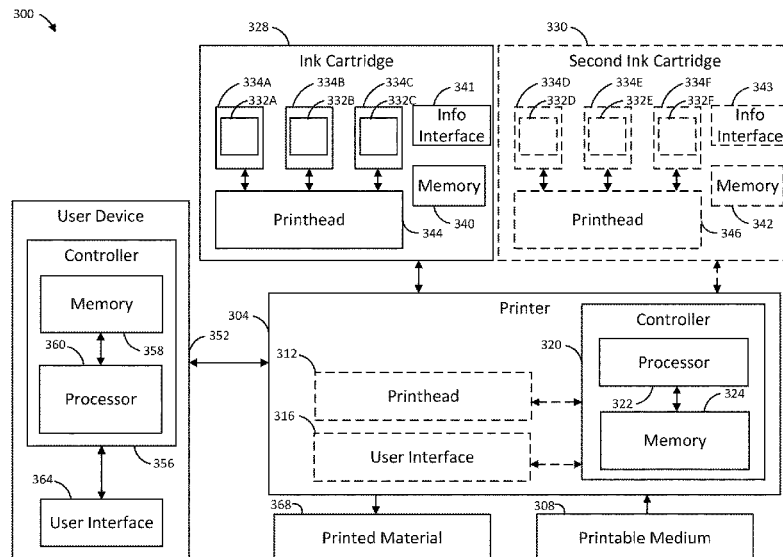 300
328
330
Ink Cartridge
Second Ink Cartridge
334A 334B 334C 341
332A 332B 332C
Info Interface
334D 334E 334F 343
332D 332E 332F
Info Interface
Memory
340
Memory
342
Printhead
344
Printhead
346
User Device
Controller
Memory
358
360
Processor
356
364
User Interface
352
304
Printer
320
Controller
Processor
322
324
Memory
312
Printhead
316
User Interface
368
Printed Material
308
Printable Medium